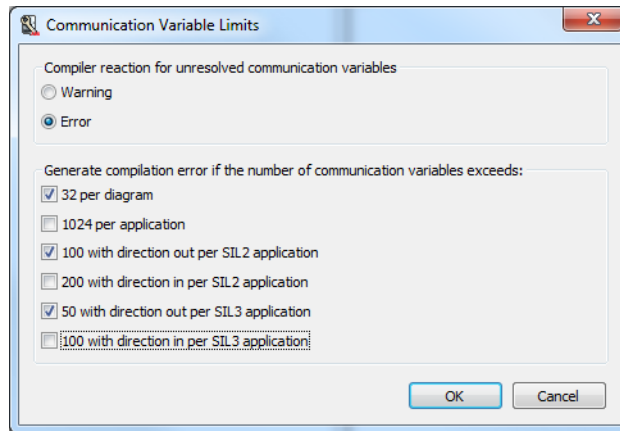 Communication Variable Limits
Compiler reaction for unresolved communication variables
Warning
Error
Generate compilation error if the number of communication variables exceeds:
32 per diagram
1024 per application
100 with direction out per SIL2 application
200 with direction in per SIL2 application
50 with direction out per SIL3 application
100 with direction in per SIL3 application
OK Cancel